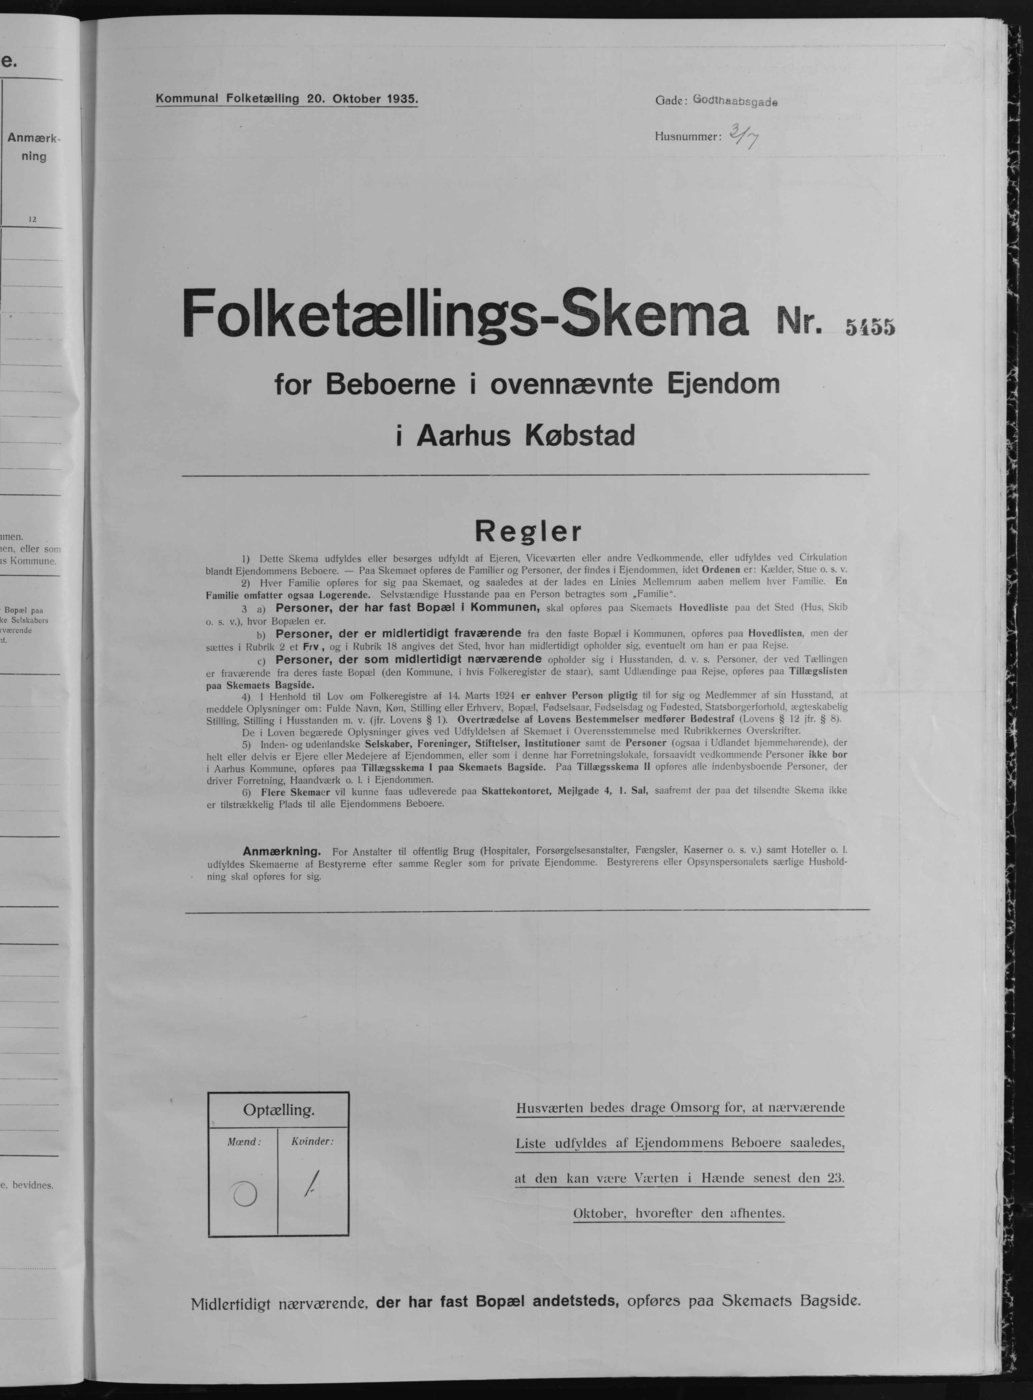 e.
Anmærk-
ning
12
mmen.
en, eller som
s Kommune.
Bopæl paa
ke Selskabers
rværende
e, bevidnes.
Kommunal Folketælling 20. Oktober 1935.
Gade: Godthaabsgade
Husnummer: 3/7
Folketællings-Skema Nr. 5455
for Beboerne i ovennævnte Ejendom
i Aarhus Købstad
Regler
1) Dette Skema udfyldes eller besørges udfyldt af Ejeren, Viceværten eller andre Vedkommende, eller udfyldes ved Cirkulation
blandt Ejendommens Beboere. — Paa Skemaet opføres de Familier og Personer, der findes i Ejendommen, idet Ordenen er: Kælder, Stue o. s. v.
2) Hver Familie opføres for sig paa Skemaet, og saaledes at der lades en Linies Mellemrum aaben mellem hver Familie. En
Familie omfatter ogsaa Logerende. Selvstændige Husstande paa en Person betragtes som „Familie“.
3 a) Personer, der har fast Bopæl i Kommunen, skal opføres paa Skemaets Hovedliste paa det Sted (Hus, Skib
o. s. v.), hvor Bopælen er.
b) Personer, der er midlertidigt fraværende fra den faste Bopæl i Kommunen, opføres paa Hovedlisten, men der
sættes i Rubrik 2 et Frv, og i Rubrik 18 angives det Sted, hvor han midlertidigt opholder sig, eventuelt om han er paa Rejse.
c) Personer, der som midlertidigt nærværende opholder sig i Husstanden, d. v. s. Personer, der ved Tællingen
er fraværende fra deres faste Bopæl (den Kommune, i hvis Folkeregister de staar), samt Udlændinge paa Rejse, opføres paa Tillægslisten
paa Skemaets Bagside.
4) I Henhold til Lov om Folkeregistre af 14. Marts 1924 er enhver Person pligtig til for sig og Medlemmer af sin Husstand, at
meddele Oplysninger om: Fulde Navn, Køn, Stilling eller Erhverv, Bopæl, Fødselsaar, Fødselsdag og Fødested, Statsborgerforhold, ægteskabelig
Stilling, Stilling i Husstanden m. v. (jfr. Lovens § 1). Overtrædelse af Lovens Bestemmelser medfører Bødestraf (Lovens § 12 jfr. § 8).
De i Loven begærede Oplysninger gives ved Udfyldelsen af Skemaet i Overensstemmelse med Rubrikkernes Overskrifter.
5) Inden- og udenlandske Selskaber, Foreninger, Stiftelser, Institutioner samt de Personer (ogsaa i Udlandet hjemmehørende), der
helt eller delvis er Ejere eller Medejere af Ejendommen, eller som i denne har Forretningslokale, forsaavidt vedkommende Personer ikke bor
i Aarhus Kommune, opføres paa Tillægsskema I paa Skemaets Bagside. Paa Tillægsskema II opføres alle indenbysboende Personer, der
driver Forretning, Haandværk o. l. i Ejendommen.
6) Flere Skemaer vil kunne faas udleverede paa Skattekontoret, Mejlgade 4, 1. Sal, saafremt der paa det tilsendte Skema ikke
er tilstrækkelig Plads til alle Ejendommens Beboere.
Anmærkning. For Anstalter til offentlig Brug (Hospitaler, Forsørgelsesanstalter, Fængsler, Kaserner o. s. v.) samt Hoteller o. l.
udfyldes Skemaerne af Bestyrerne efter samme Regler som for private Ejendomme. Bestyrerens eller Opsynspersonalets særlige Hushold-
ning skal opføres for sig.
Optælling.
Mænd: Kvinder:
0 1
Husværten bedes drage Omsorg for, at nærværende
Liste udfyldes af Ejendommens Beboere saaledes,
at den kan være Værten i Hænde senest den 23.
Oktober, hvorefter den afhentes.
Midlertidigt nærværende, der har fast Bopæl andetsteds, opføres paa Skemaets Bagside.